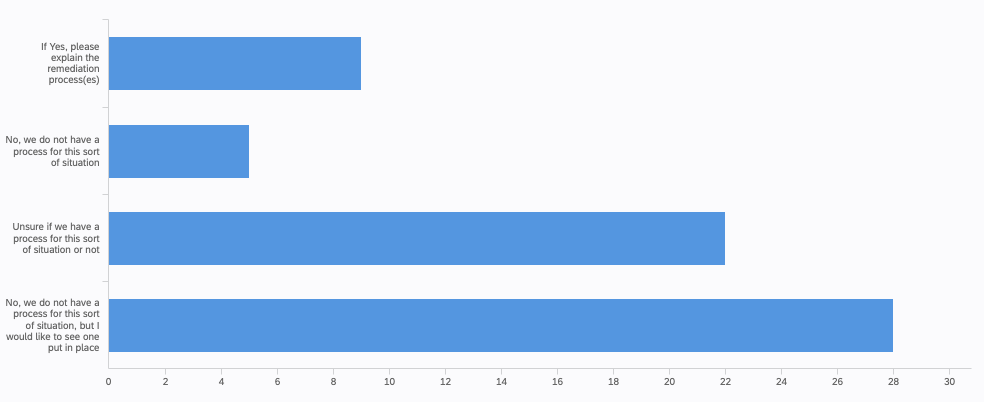 If Yes, please
explain the
remediation
process(es)
No, we do not have a
process for this sort
of situation
Unsure if we have a
process for this sort
of situation or not
No, we do not have a
process for this sort
of situation, but I
would like to see one
put in place
0 2 4 6 8 10 12 14 16 18 20 22 24 26 28 30